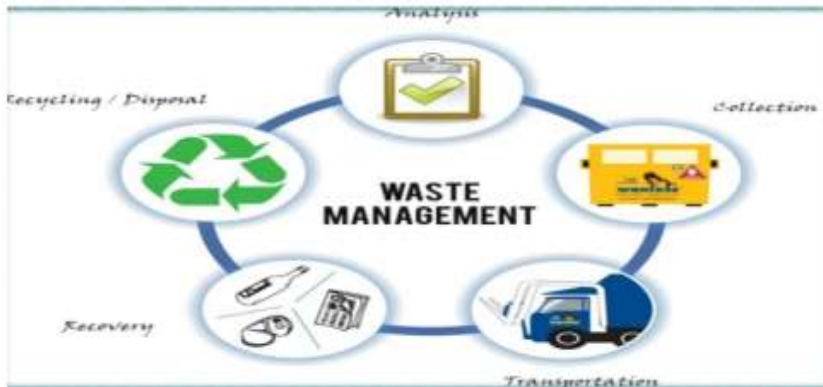 Analysis
Recycling / Disposal
Collection
WASTE
MANAGEMENT
Recovery
Transportation